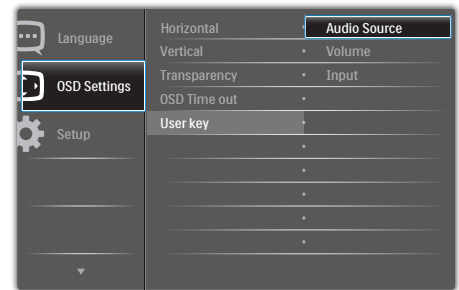 Language
OSD Settings
Setup
Horizontal
Vertical
Transparency
OSD Time out
User key
Audio Source
Volume
Input